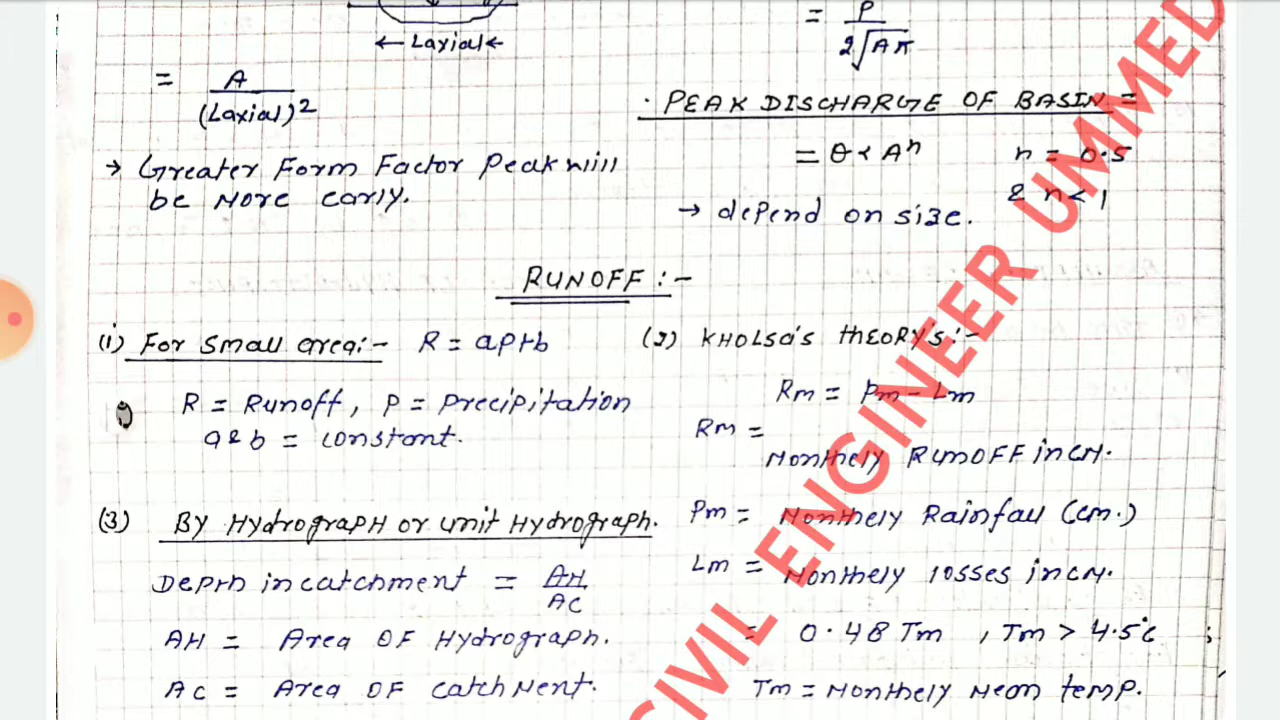 ← Laxial←
= A
(Laxial)2
→ Greater Form Factor Peak will
be More early.
= P
2√Aπ
. PEAK DISCHARGE OF BASIN =
= θ ∝ Aⁿ n = 0.5
& n < 1
→ depend on size.
RUNOFF :-
(1) For small area:- R = aP+b
R = Runoff, P = Precipitation
a & b = constant.
(2) KHOLSa's thEORY's:-
Rm = Pm - Lm
Rm =
Monthely RUNOFF in CM.
Pm = Monthely Rainfall (cm.)
Lm = Monthely losses in CM.
= 0.48 Tm , Tm > 4.5°c ;
Tm = Monthely Mean temp.
(3) By HydrograpH or unit Hydrograph.
Depth in catchment = AH
AC
AH = Area OF Hydrograph.
AC = Area OF catchMent.
CIVIL ENGINEER UMMED